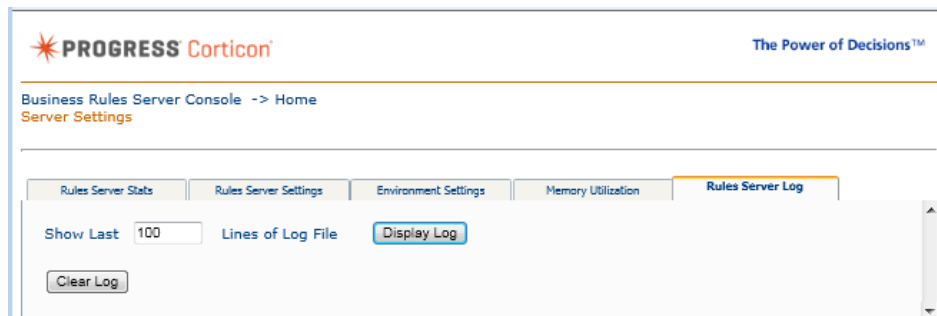 PROGRESS Corticon
The Power of Decisions™
Business Rules Server Console -> Home
Server Settings
Rules Server Stats Rules Server Settings Environment Settings Memory Utilization Rules Server Log
Show Last 100 Lines of Log File Display Log
Clear Log